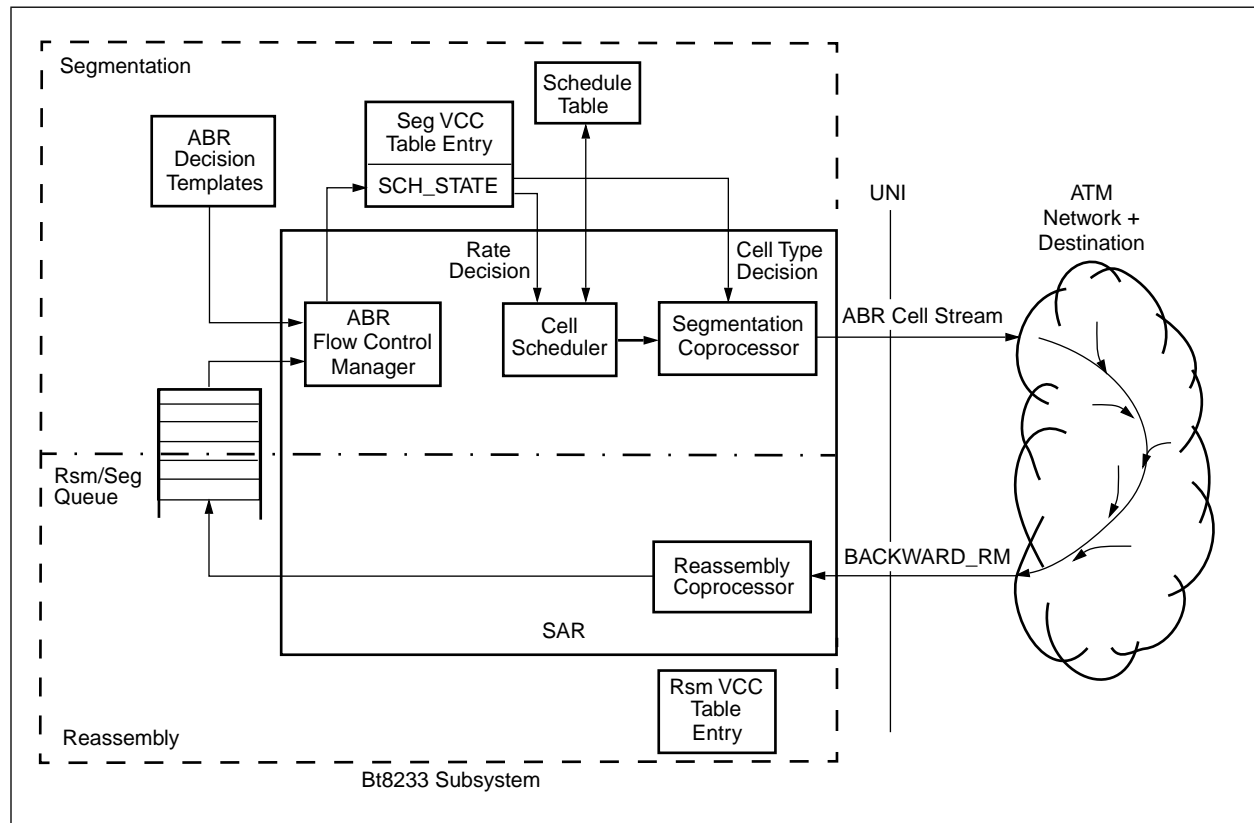 Segmentation
Schedule
Table
Seg VCC
Table Entry
SCH_STATE
ABR
Decision
Templates
UNI
ATM
Network +
Destination
Rate
Decision
Cell Type
Decision
ABR
Flow Control
Manager
Cell
Scheduler
Segmentation
Coprocessor
ABR Cell Stream
Rsm/Seg
Queue
Reassembly
Coprocessor
BACKWARD_RM
SAR
Rsm VCC
Table
Entry
Reassembly
Bt8233 Subsystem